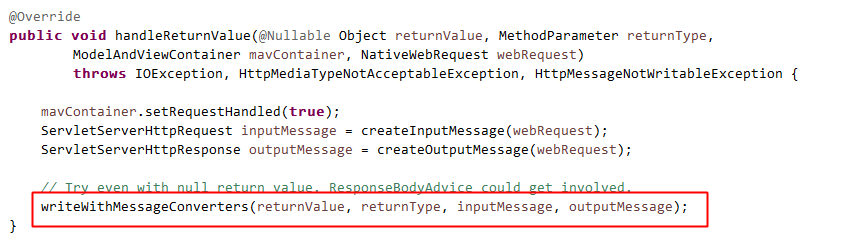 @Override
public void handleReturnValue(@Nullable Object returnValue, MethodParameter returnType,
ModelAndViewContainer mavContainer, NativeWebRequest webRequest)
throws IOException, HttpMediaTypeNotAcceptableException, HttpMessageNotWritableException {
mavContainer.setRequestHandled(true);
ServletServerHttpRequest inputMessage = createInputMessage(webRequest);
ServletServerHttpResponse outputMessage = createOutputMessage(webRequest);
// Try even with null return value. ResponseBodyAdvice could get involved.
writeWithMessageConverters(returnValue, returnType, inputMessage, outputMessage);
}